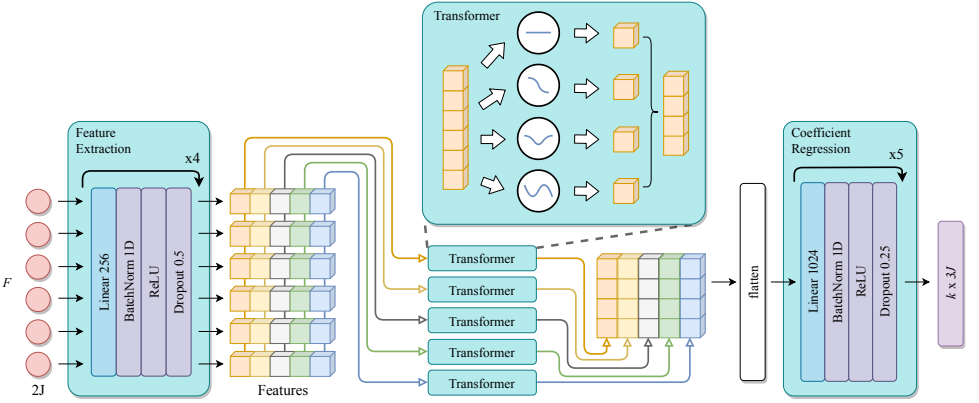 Transformer
Feature
Extraction
x4
Linear 256
BatchNorm 1D
ReLU
Dropout 0.5
F
2J
Features
Transformer
Transformer
Transformer
Transformer
Transformer
flatten
Coefficient
Regression
x5
Linear 1024
BatchNorm 1D
ReLU
Dropout 0.25
k x 3J